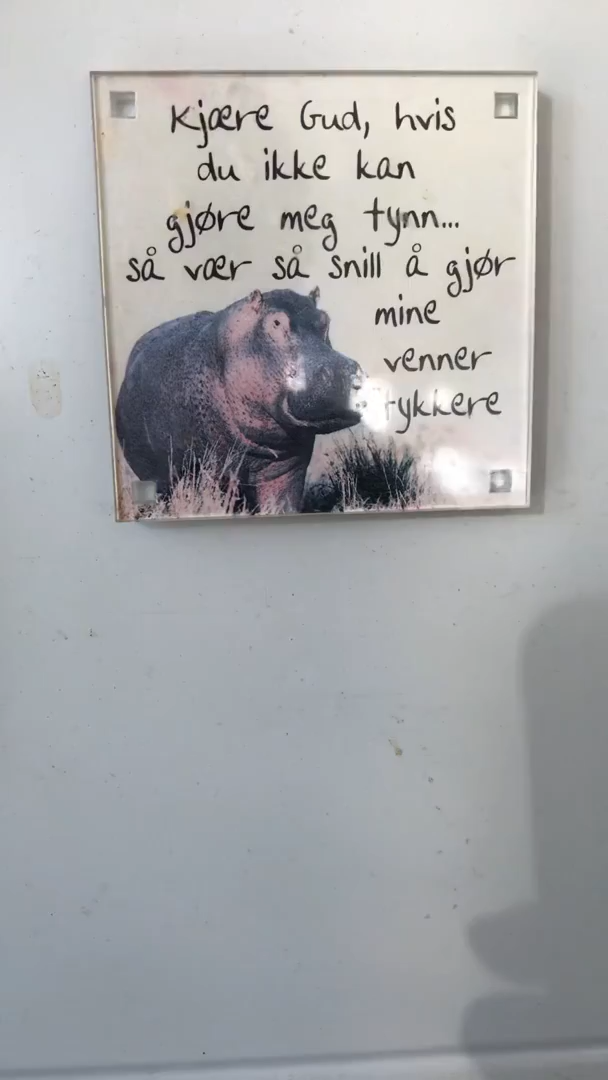 Kjære Gud, hvis
du ikke kan
gjøre meg tynn...
så vær så snill å gjør
mine
venner
tykkere